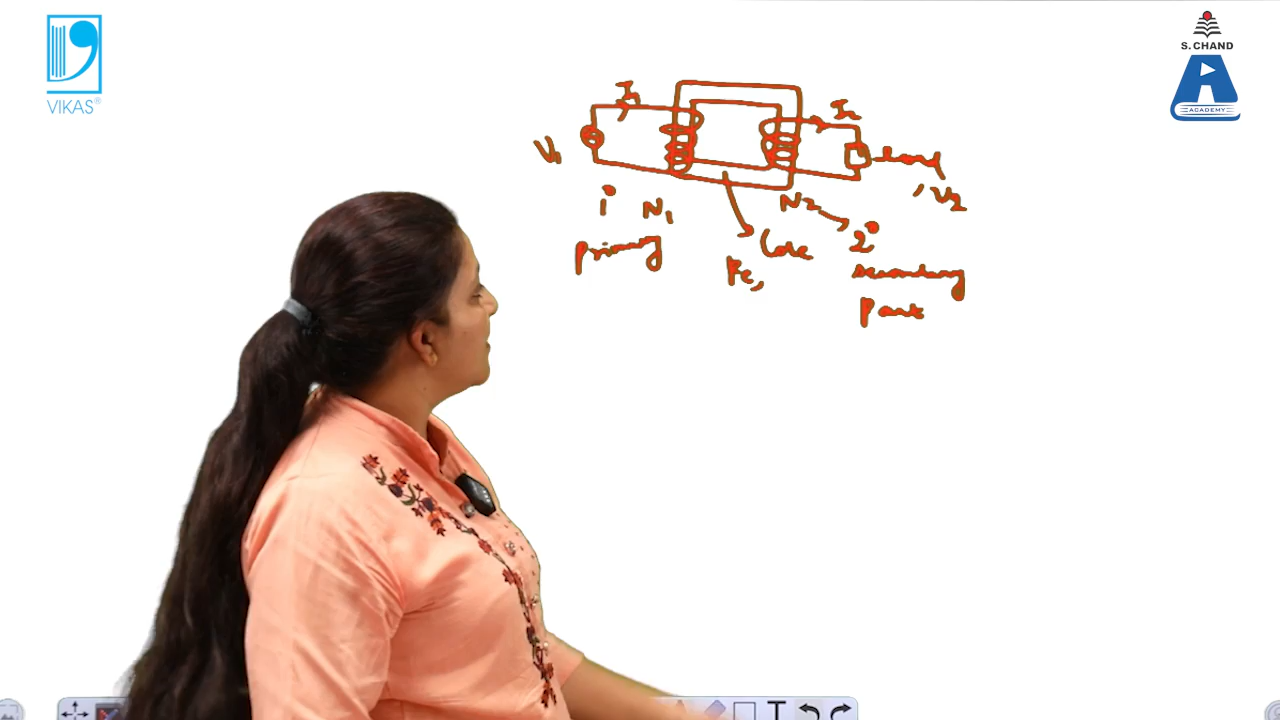 VIKAS®
S. CHAND
ACADEMY
I₁
I₂
V₁
load
V₂
1° N₁
N₂
2°
primary
Core
Fe,
secondary
part
T